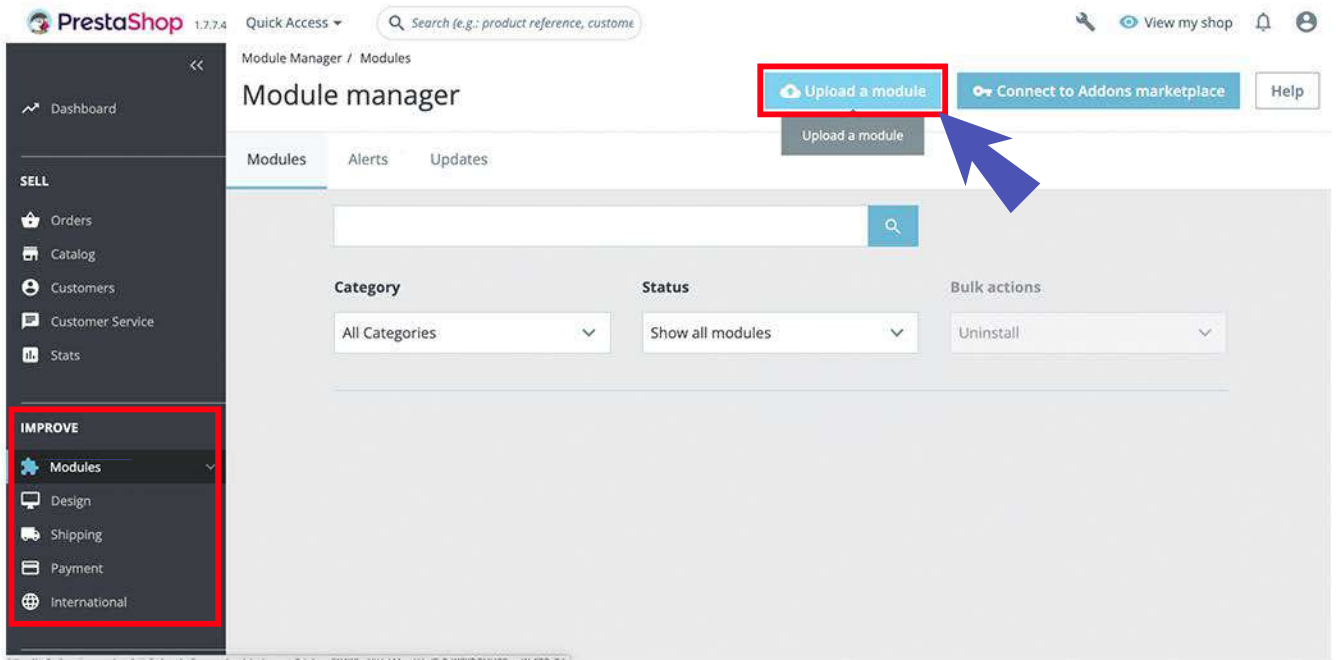 PrestaShop 1.7.7.4 Quick Access Search (e.g.: product reference, custome View my shop
Module Manager / Modules
Module manager
Upload a module
Connect to Addons marketplace
Help
Upload a module
Modules Alerts Updates
Dashboard
SELL
Orders
Catalog
Customers
Customer Service
Stats
IMPROVE
Modules
Design
Shipping
Payment
International
Category
All Categories
Status
Show all modules
Bulk actions
Uninstall